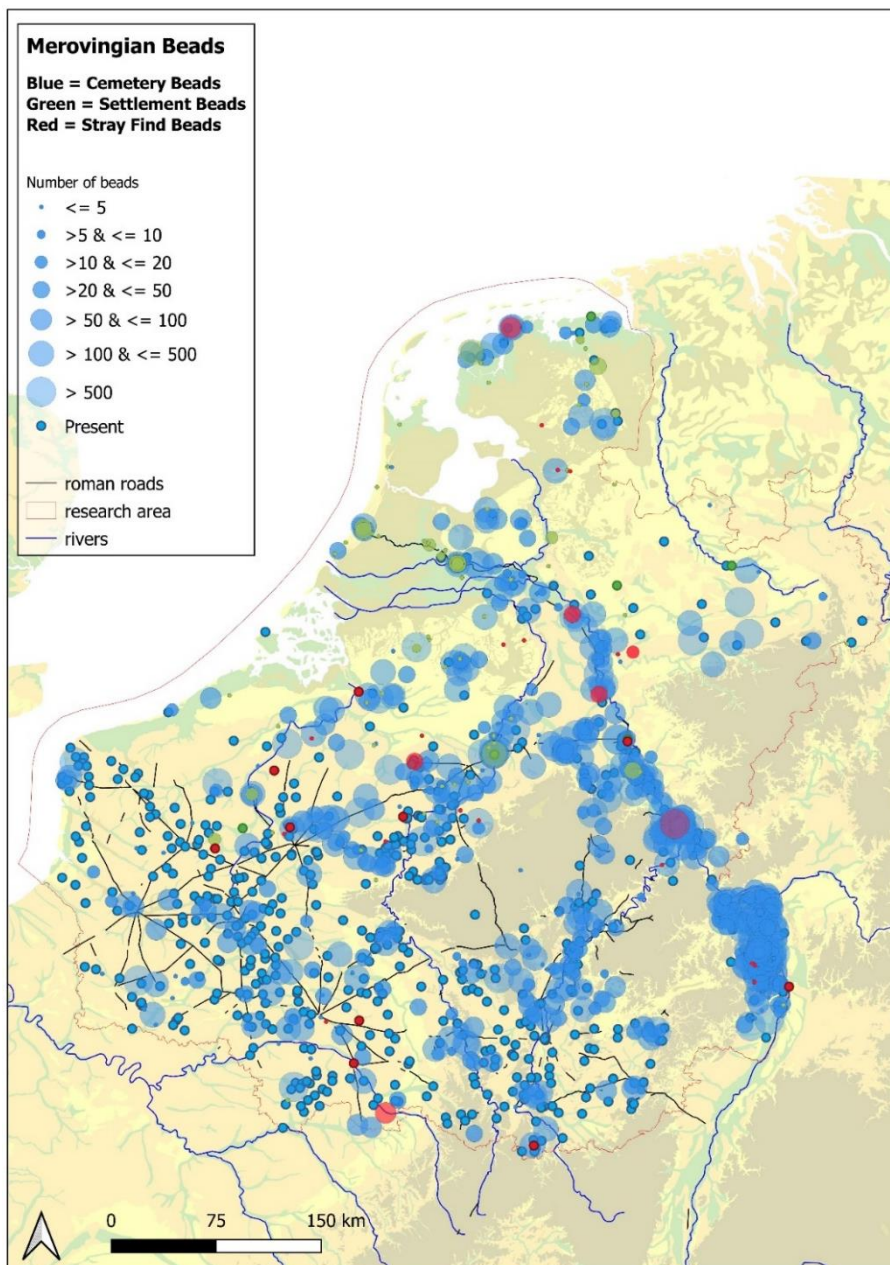 Merovingian Beads
Blue = Cemetery Beads
Green = Settlement Beads
Red = Stray Find Beads
Number of beads
<= 5
>5 & <= 10
>10 & <= 20
>20 & <= 50
> 50 & <= 100
> 100 & <= 500
> 500
Present
roman roads
research area
rivers
0 75 150 km